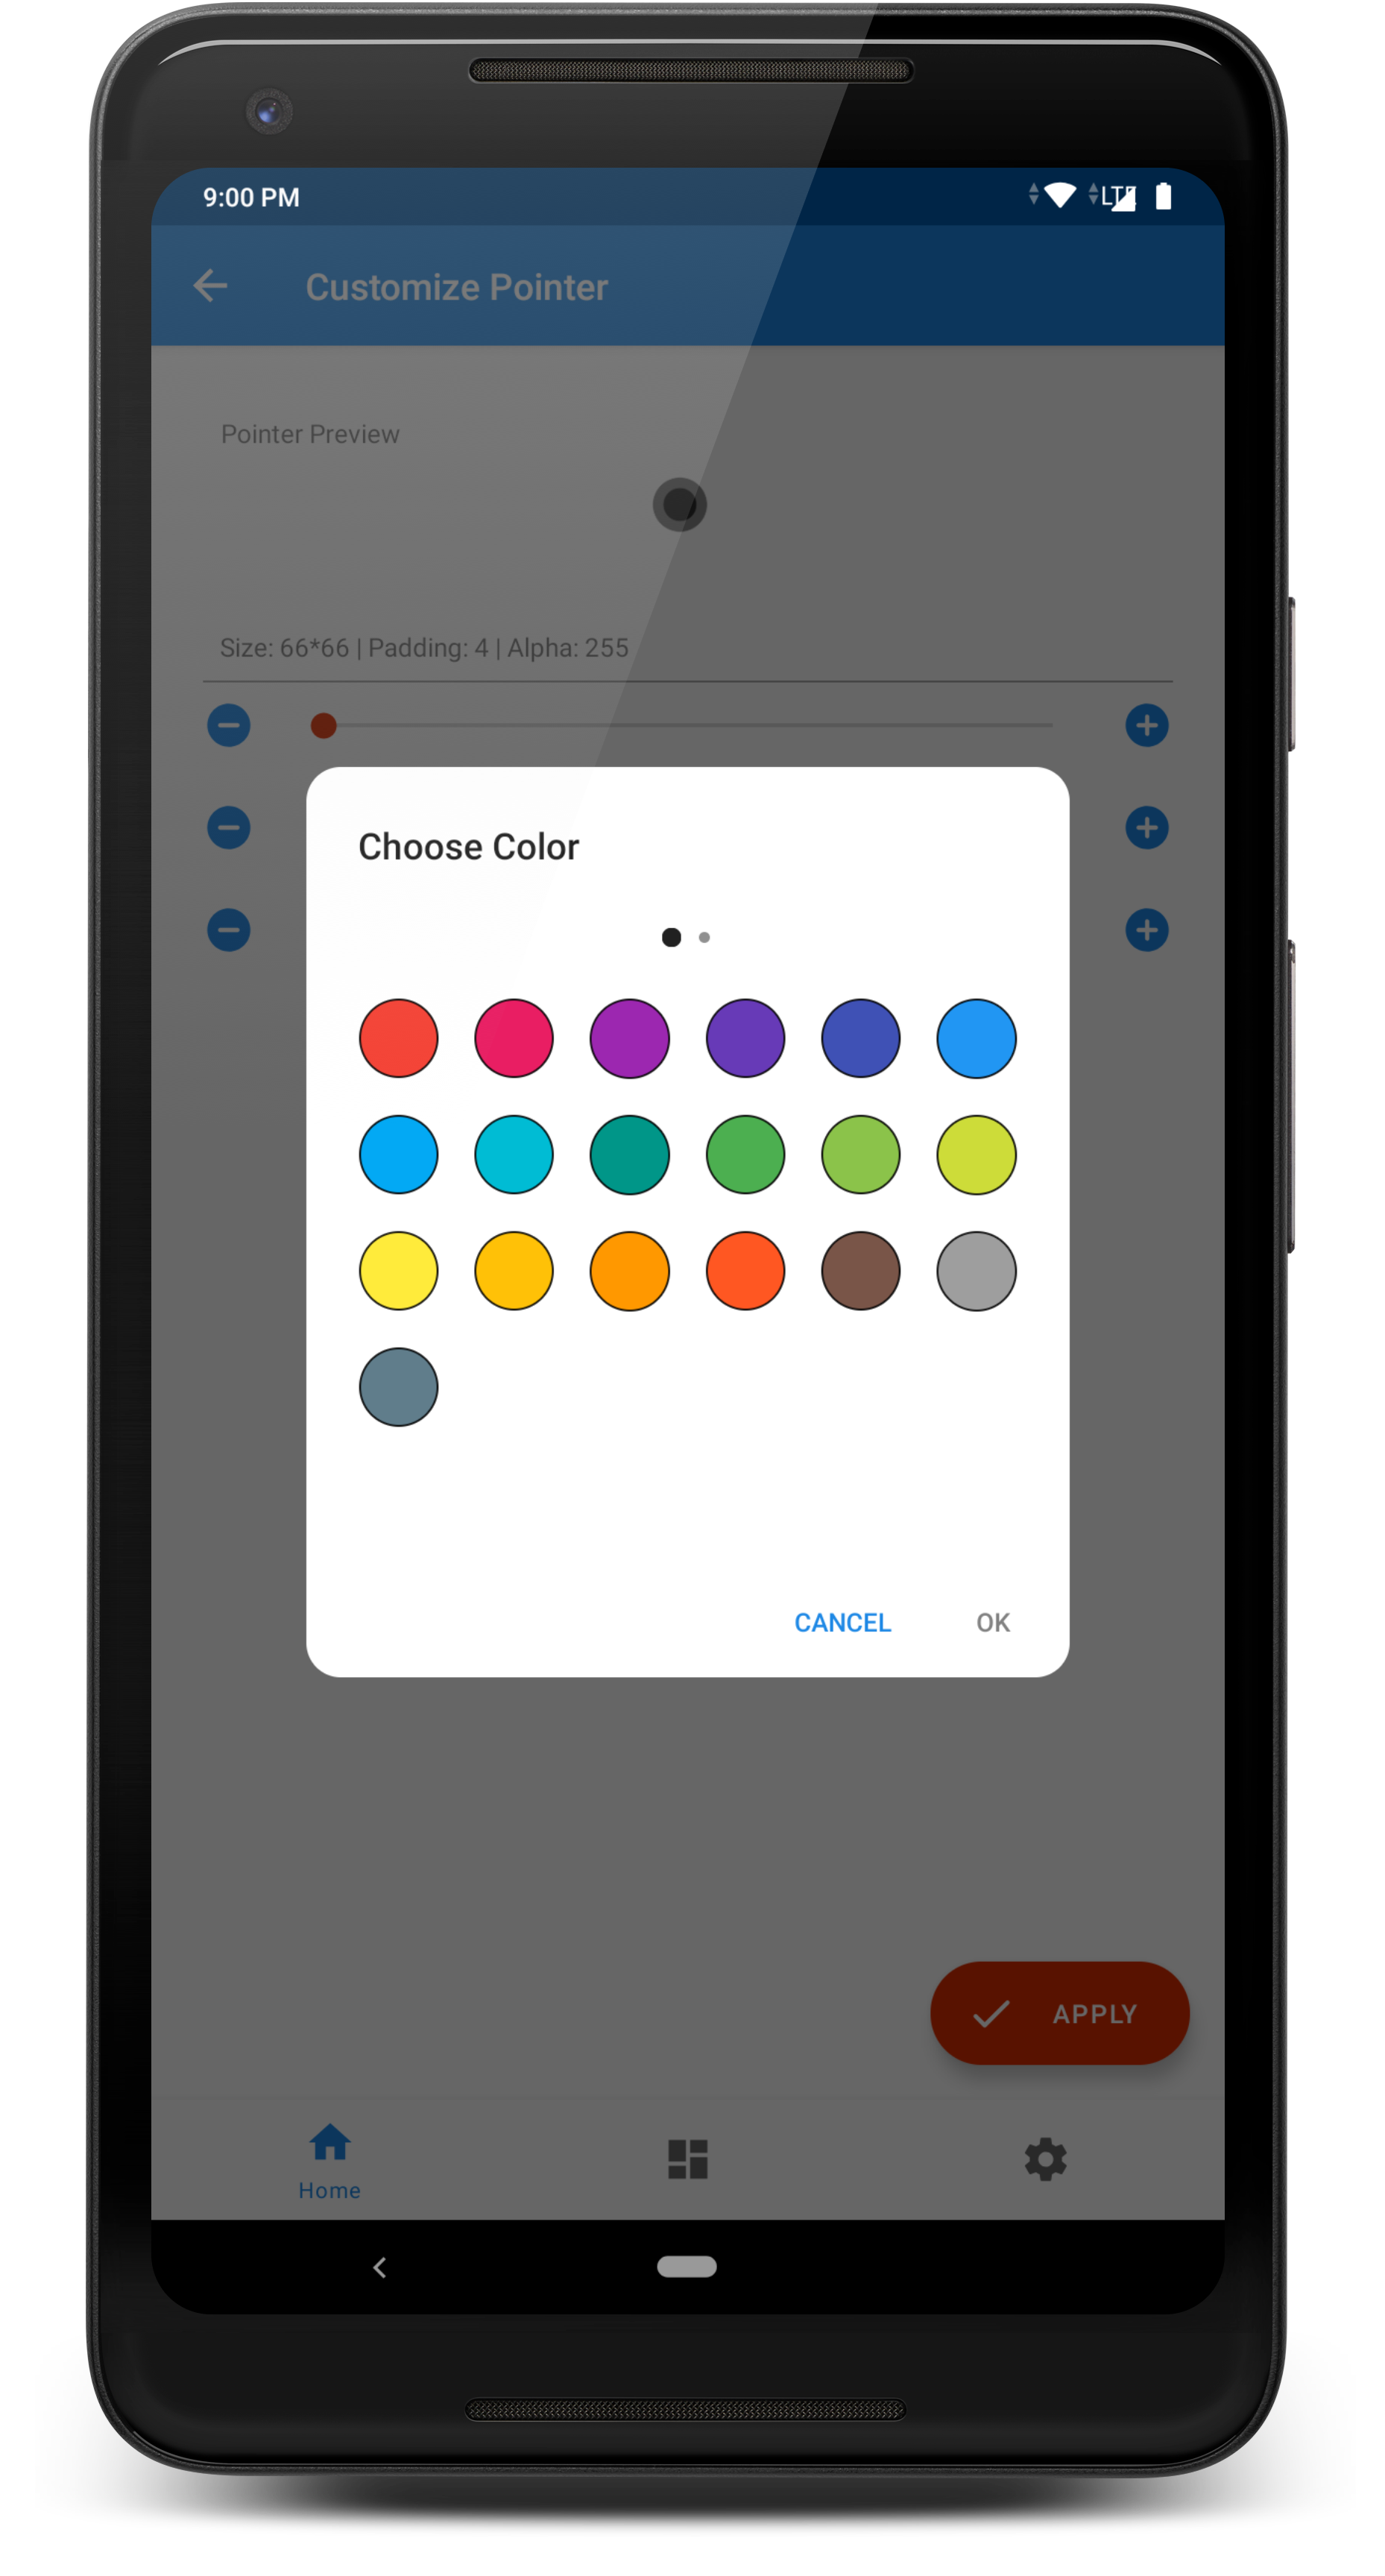 9:00 PM
LTE
Customize Pointer
Pointer Preview
Size: 66*66 | Padding: 4 | Alpha: 255
Choose Color
CANCEL OK
APPLY
Home